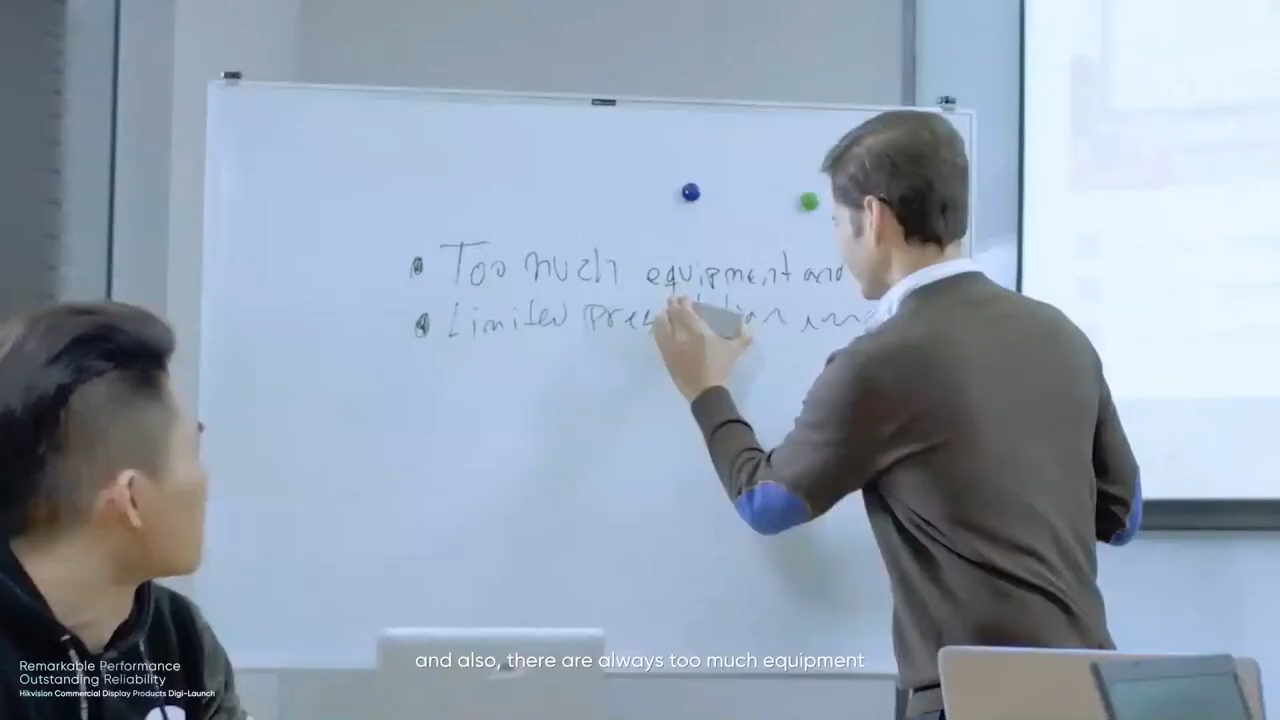 • Too much equipment and
• Limited
and also, there are always too much equipment
Remarkable Performance
Outstanding Reliability
Hikvision Commercial Display Products Digi-Launch